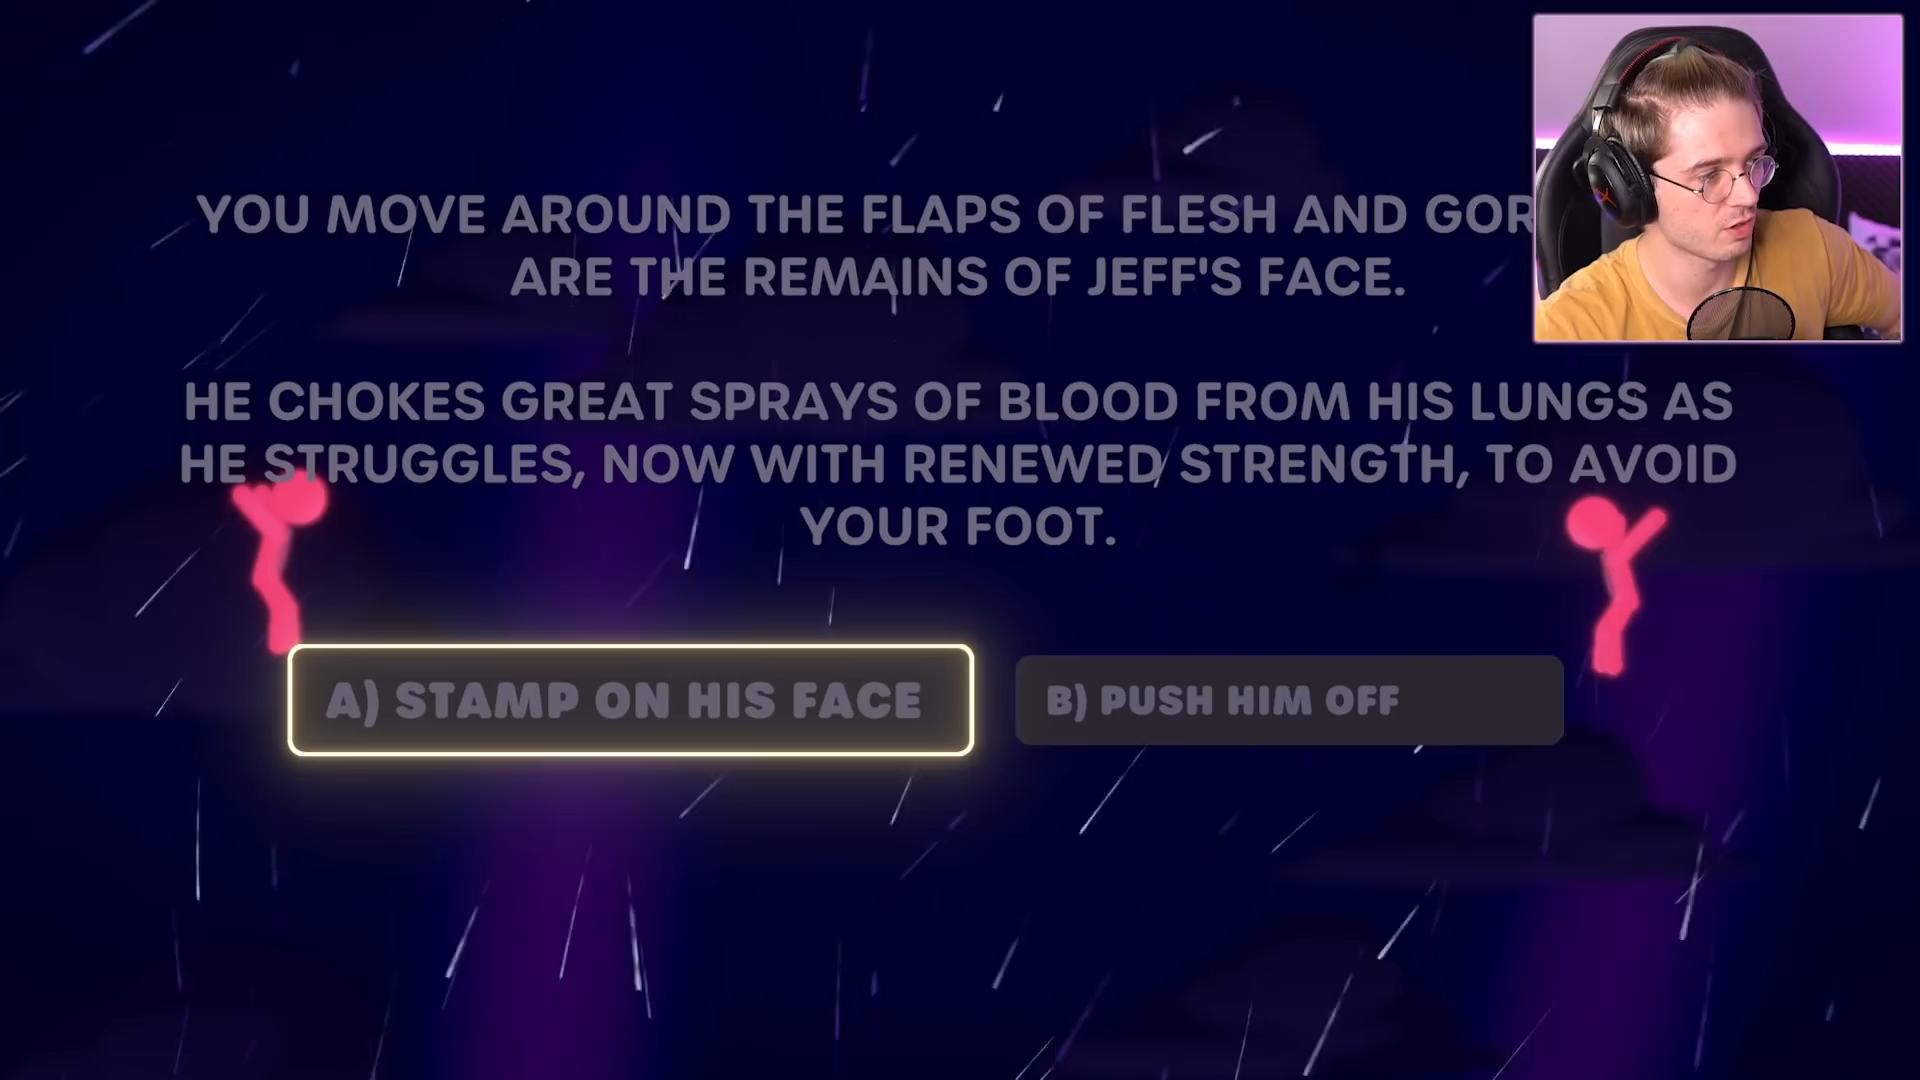 YOU MOVE AROUND THE FLAPS OF FLESH AND
ARE THE REMAINS OF JEFF'S FACE.
HE CHOKES GREAT SPRAYS OF BLOOD FROM HIS LUNGS AS
HE STRUGGLES, NOW WITH RENEWED STRENGTH, TO AVOID
YOUR FOOT.
A) STAMP ON HIS FACE
B) PUSH HIM OFF